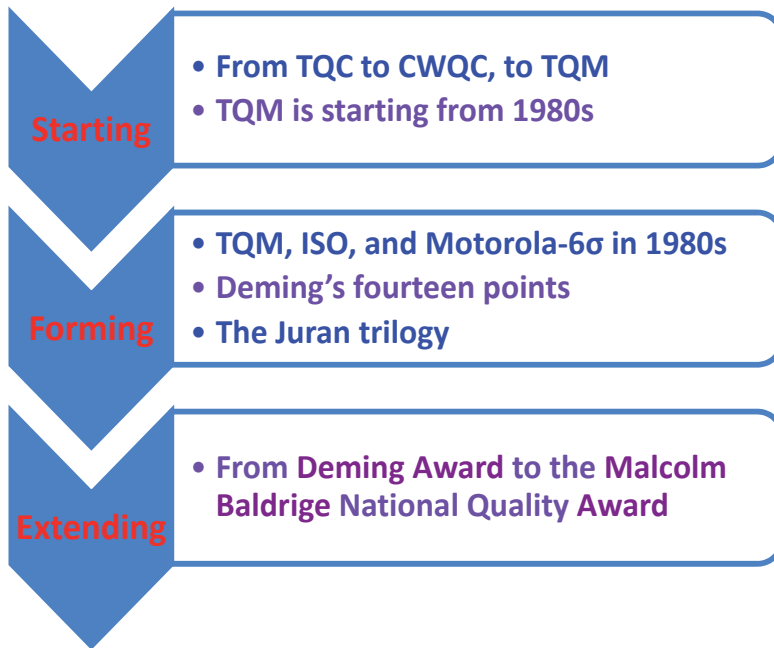 Starting
• From TQC to CWQC, to TQM
• TQM is starting from 1980s
Forming
• TQM, ISO, and Motorola-6σ in 1980s
• Deming’s fourteen points
• The Juran trilogy
Extending
• From Deming Award to the Malcolm
Baldrige National Quality Award